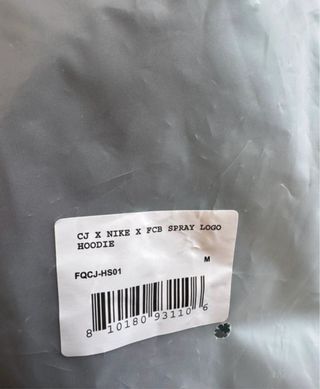 CJ X NIKE X FCB SPRAY LOGO
HOODIE
M
FQCJ-HS01
8 10180 93110 6